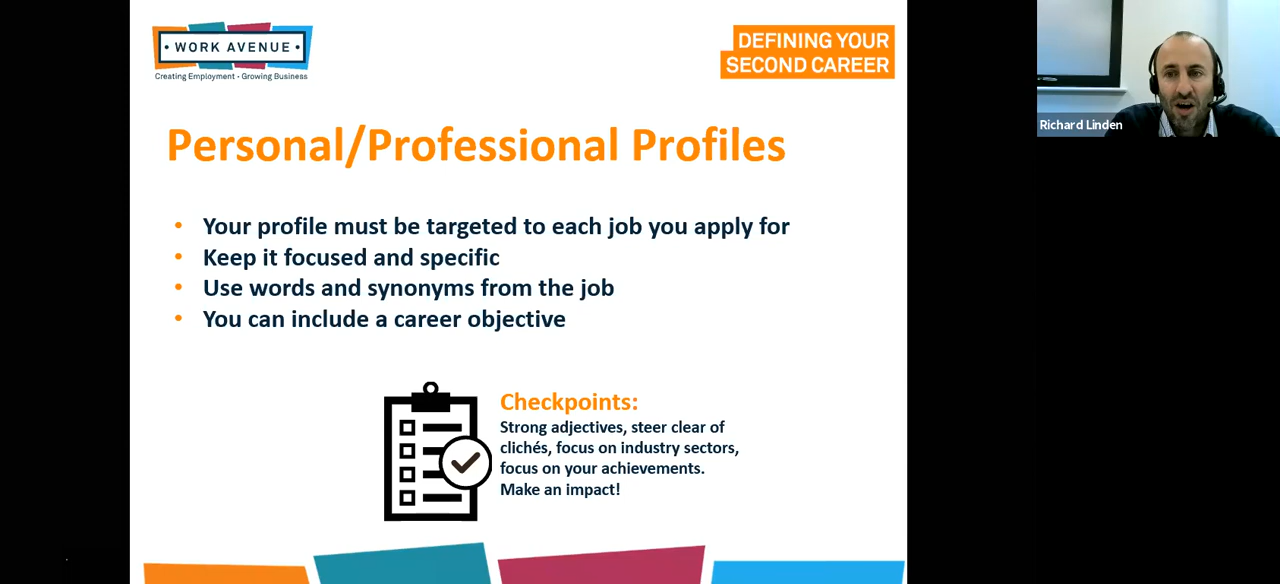 • WORK AVENUE •
Creating Employment • Growing Business
DEFINING YOUR
SECOND CAREER
Richard Linden
Personal/Professional Profiles
• Your profile must be targeted to each job you apply for
• Keep it focused and specific
• Use words and synonyms from the job
• You can include a career objective
Checkpoints:
Strong adjectives, steer clear of
clichés, focus on industry sectors,
focus on your achievements.
Make an impact!